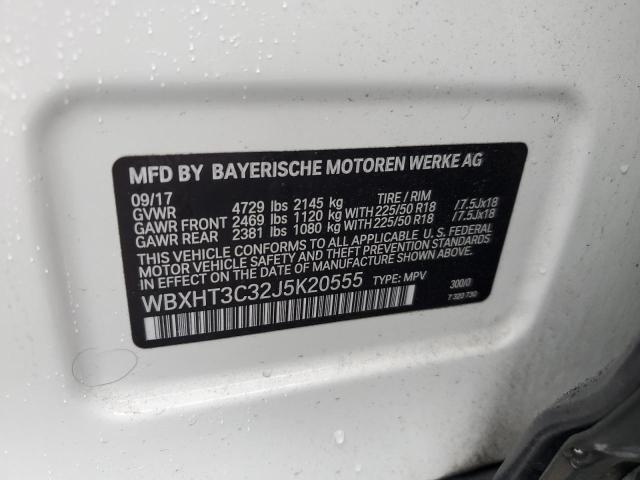 MFD BY BAYERISCHE MOTOREN WERKE AG
09/17 TIRE / RIM
GVWR 4729 lbs 2145 kg
GAWR FRONT 2469 lbs 1120 kg WITH 225/50 R18 /7.5Jx18
GAWR REAR 2381 lbs 1080 kg WITH 225/50 R18 /7.5Jx18
THIS VEHICLE CONFORMS TO ALL APPLICABLE U. S. FEDERAL
MOTOR VEHICLE SAFETY AND THEFT PREVENTION STANDARDS
IN EFFECT ON THE DATE OF MANUFACTURE SHOWN ABOVE.
WBXHT3C32J5K20555 TYPE: MPV 300/0
7 320 730